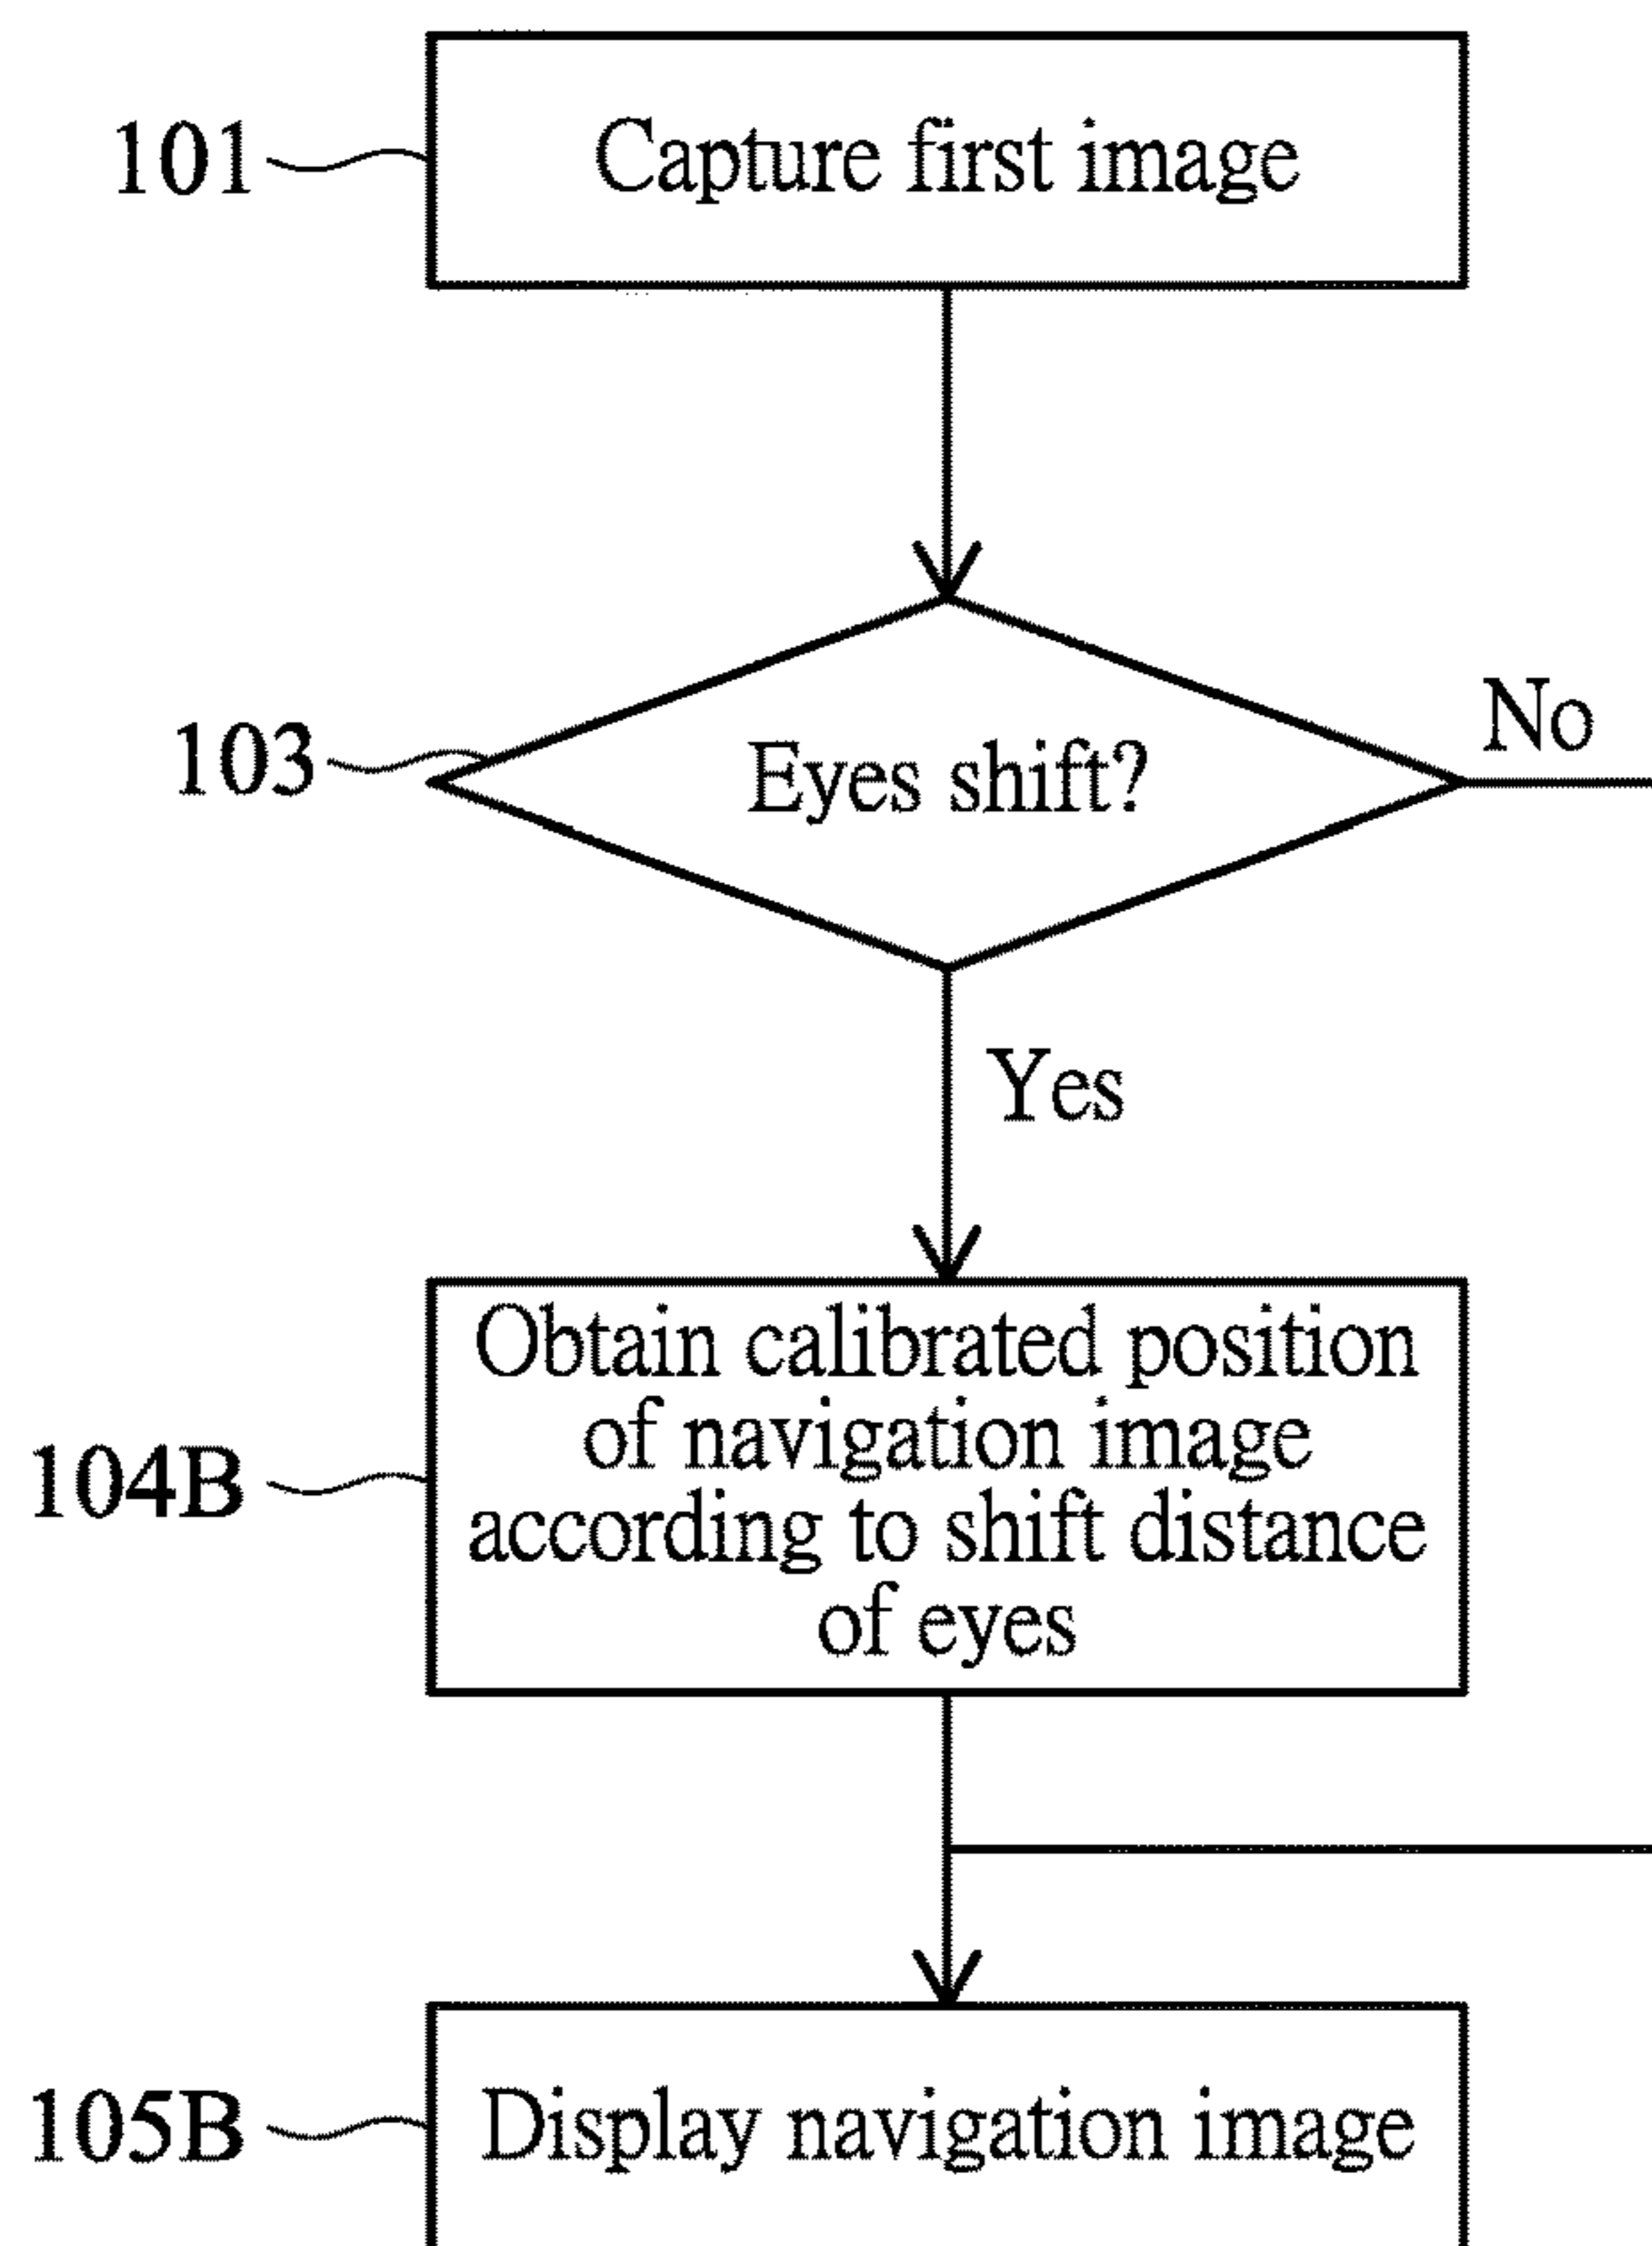 101
Capture first image
103
Eyes shift?
No
Yes
104B
Obtain calibrated position
of navigation image
according to shift distance
of eyes
105B
Display navigation image